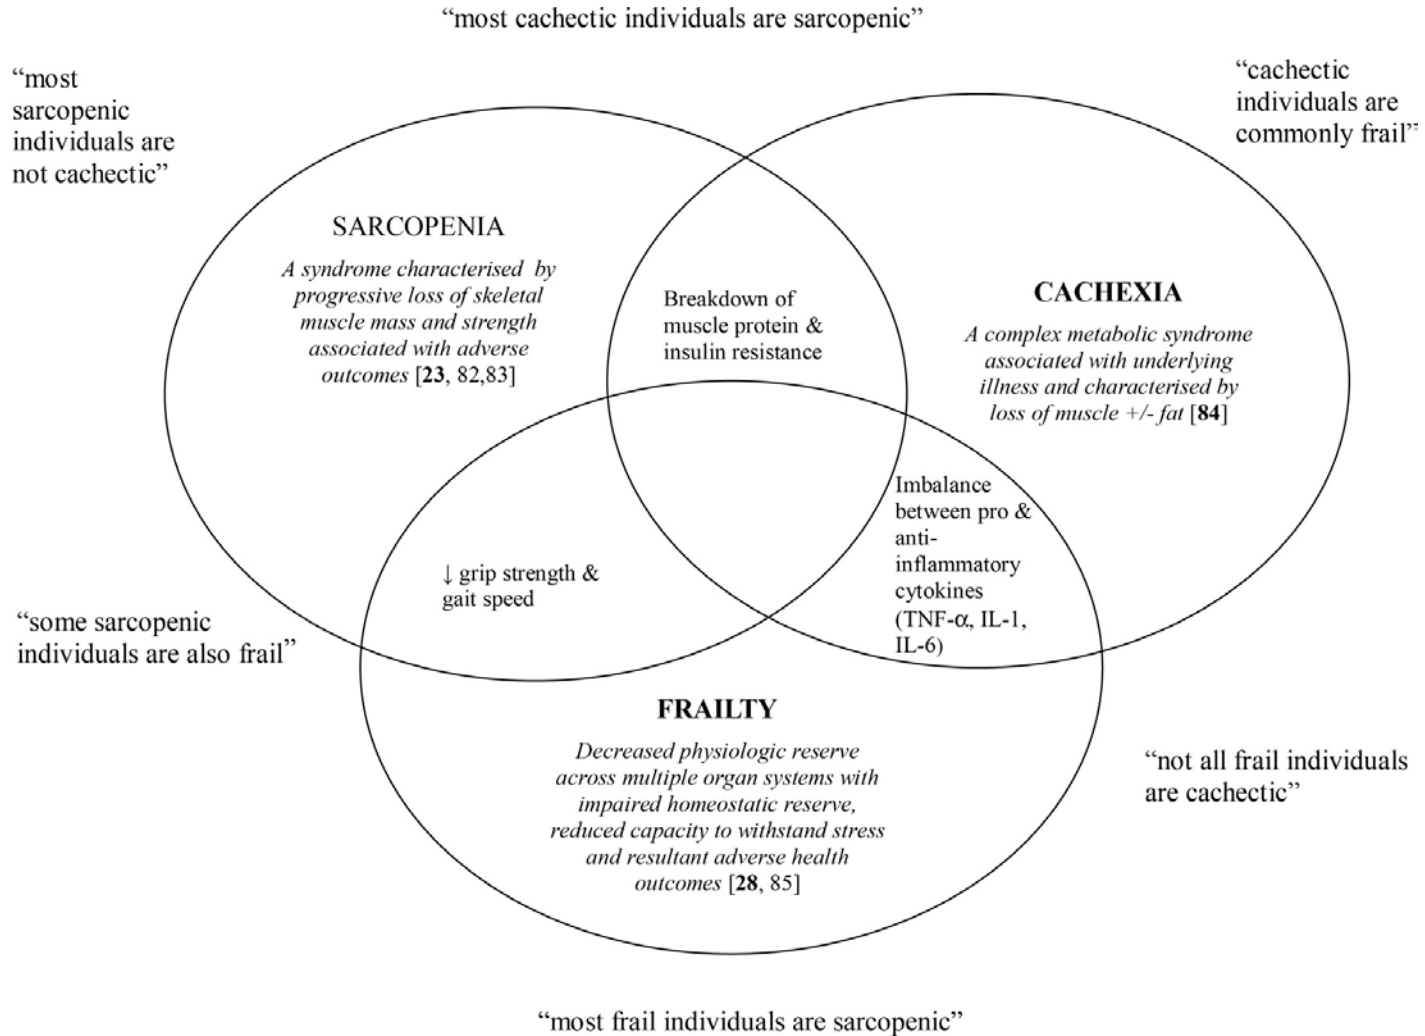 “most cachectic individuals are sarcopenic”
“most
sarcopenic
individuals are
not cachectic”
“cachectic
individuals are
commonly frail”
SARCOPENIA
A syndrome characterised by
progressive loss of skeletal
muscle mass and strength
associated with adverse
outcomes [23, 82,83]
Breakdown of
muscle protein &
insulin resistance
CACHEXIA
A complex metabolic syndrome
associated with underlying
illness and characterised by
loss of muscle +/- fat [84]
Imbalance
between pro &
anti-
inflammatory
cytokines
(TNF-α, IL-1,
IL-6)
↓ grip strength &
gait speed
“some sarcopenic
individuals are also frail”
FRAILTY
Decreased physiologic reserve
across multiple organ systems with
impaired homeostatic reserve,
reduced capacity to withstand stress
and resultant adverse health
outcomes [28, 85]
“not all frail individuals
are cachectic”
“most frail individuals are sarcopenic”